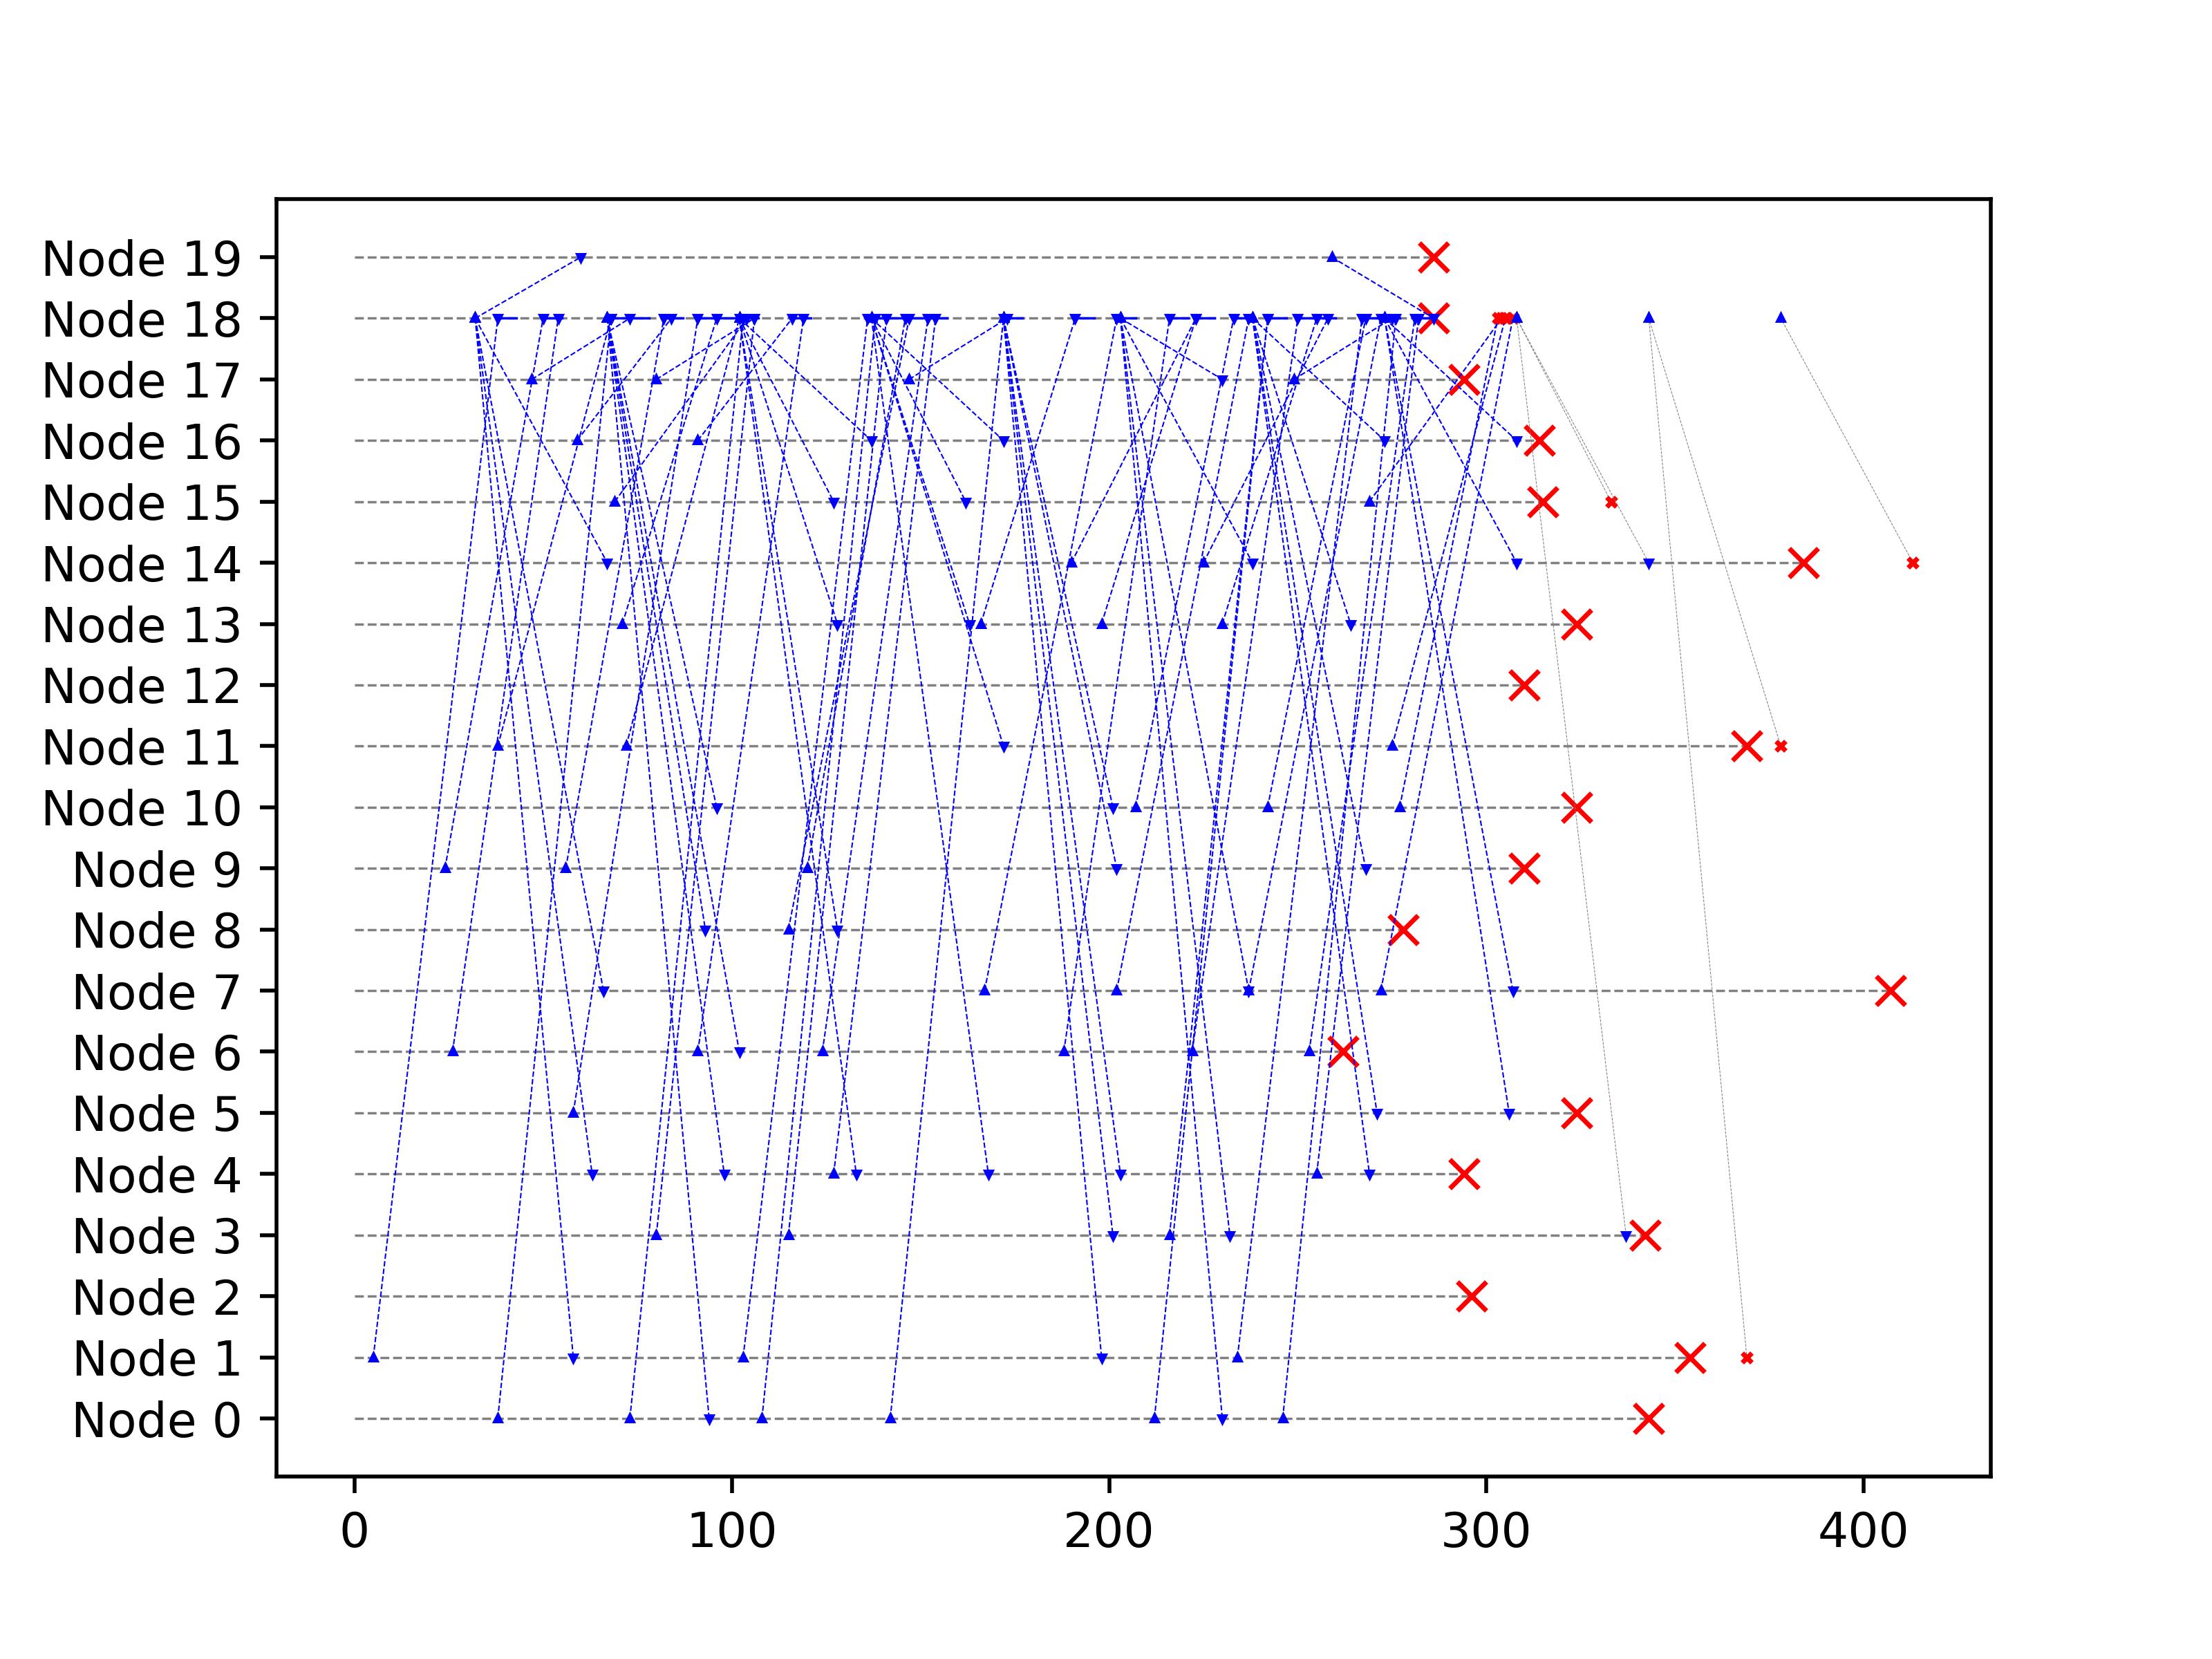 Node 19
Node 18
Node 17
Node 16
Node 15
Node 14
Node 13
Node 12
Node 11
Node 10
Node 9
Node 8
Node 7
Node 6
Node 5
Node 4
Node 3
Node 2
Node 1
Node 0
0 100 200 300 400